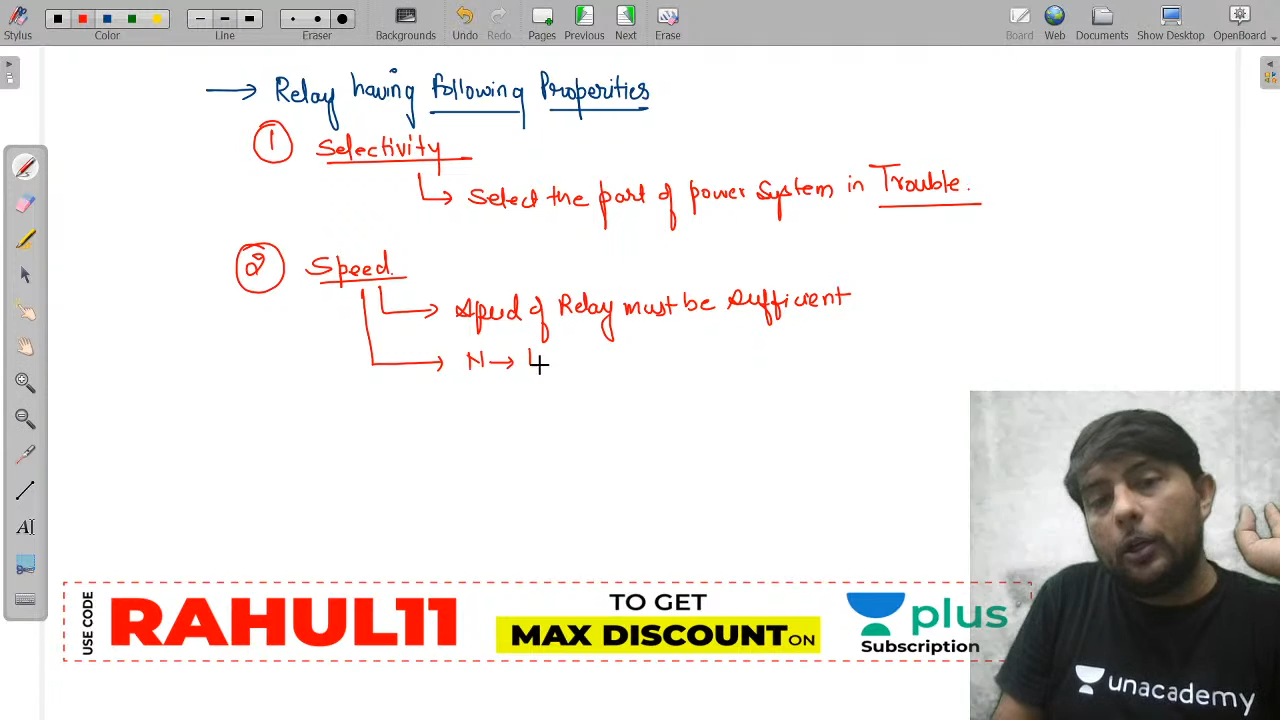 Stylus Color Line Eraser Backgrounds Undo Redo Pages Previous Next Erase Board Web Documents Show Desktop OpenBoard
→ Relay having following Properities
① Selectivity
↳ Select the part of power System in Trouble.
② Speed.
→ Speed of Relay must be sufficient
→ N →
USE CODE
RAHUL11
TO GET
MAX DISCOUNT ON
plus
Subscription
unacademy